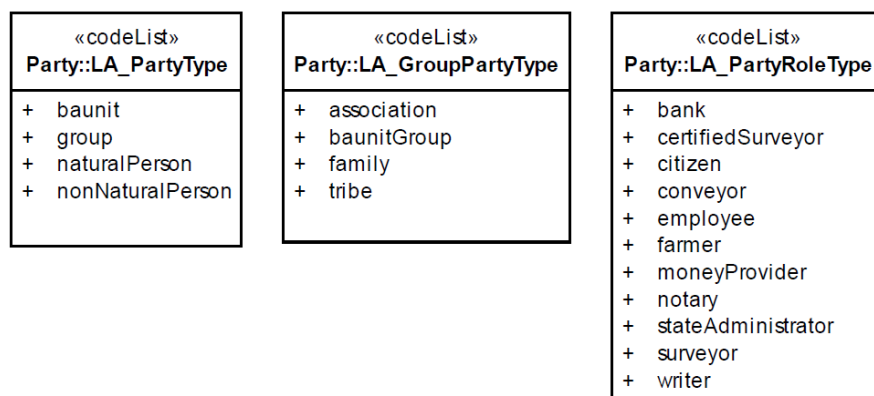 «codeList»
Party::LA_PartyType
+ baunit
+ group
+ naturalPerson
+ nonNaturalPerson
«codeList»
Party::LA_GroupPartyType
+ association
+ baunitGroup
+ family
+ tribe
«codeList»
Party::LA_PartyRoleType
+ bank
+ certifiedSurveyor
+ citizen
+ conveyor
+ employee
+ farmer
+ moneyProvider
+ notary
+ stateAdministrator
+ surveyor
+ writer